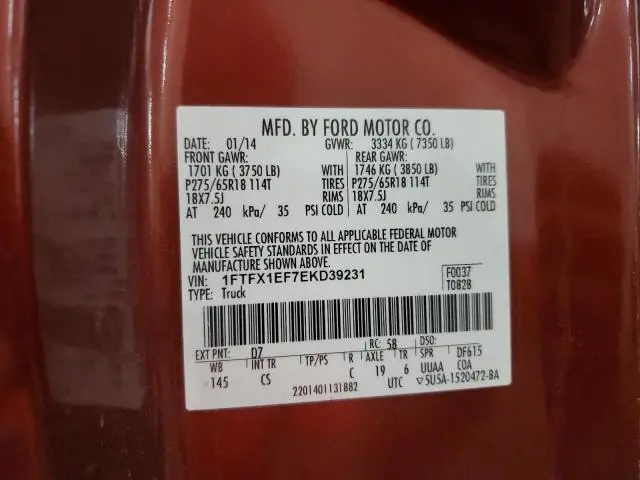 MFD. BY FORD MOTOR CO.
DATE: 01/14 GVWR: 3334 KG ( 7350 LB)
FRONT GAWR: REAR GAWR:
1701 KG ( 3750 LB) WITH 1746 KG ( 3850 LB) WITH
P275/65R18 114T TIRES P275/65R18 114T TIRES
18X7.5J RIMS 18X7.5J RIMS
AT 240 kPa/ 35 PSI COLD AT 240 kPa/ 35 PSI COLD
THIS VEHICLE CONFORMS TO ALL APPLICABLE FEDERAL MOTOR
VEHICLE SAFETY STANDARDS IN EFFECT ON THE DATE OF
MANUFACTURE SHOWN ABOVE.
VIN: 1FTFX1EF7EKD39231 F0037
TYPE: Truck T0828
EXT PNT: D7 RC: 58 DSO:
WB INT TR TP/PS R AXLE TR SPR DF615
145 CS C 19 6 UUAA CO A
2201401131882 UTC ▽5USA-1520472-BA